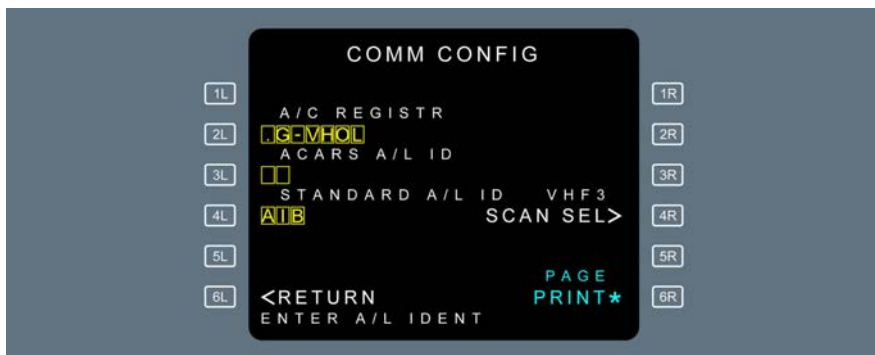 COMM CONFIG
1L 1R
A/C REGISTR
2L .G-VHOL 2R
ACARS A/L ID
3L 3R
STANDARD A/L ID VHF3
4L AIB SCAN SEL> 4R
5L 5R
PAGE
6L <RETURN PRINT* 6R
ENTER A/L IDENT